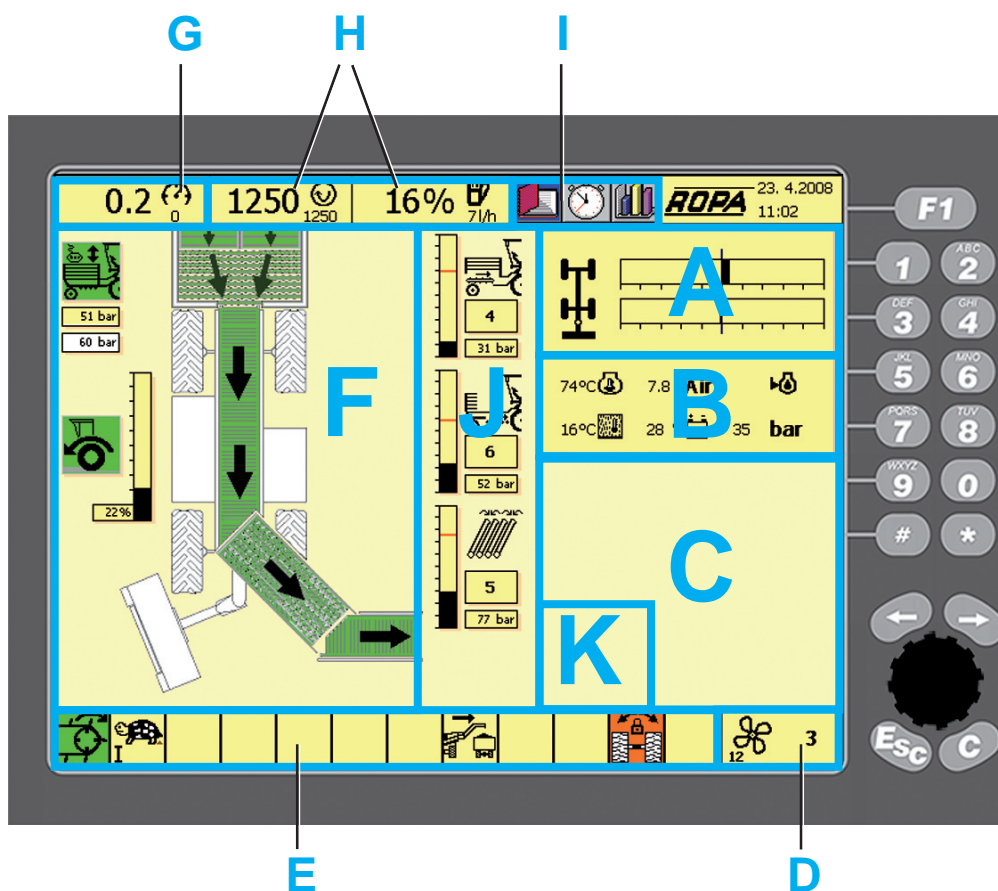 G H I
0.2 0 1250 1250 16% 7 l/h ROPA 23. 4.2008
11:02
F1
A
1 ABC 2
DEF 3 GHI 4
JKL 5 MNO 6
PQRS 7 TUV 8
WXYZ 9 0
# *
Esc C
51 bar
60 bar
22%
F
J
4
31 bar
6
52 bar
5
77 bar
74°C 7.8 Air
16°C 28 35 bar
B
C
K
I
12 3
E D